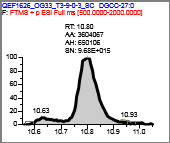 QEF1626_OG33_T3-9-0-3_SC DGCC-27:0
F: FTMS + p ESI Full ms [500.0000-2000.0000]
RT: 10.80
AA: 3604067
AH: 650106
SN: 9.68e+015
100
80
60
40
20
0
10.63
10.93
10.6 10.7 10.8 10.9 11.0